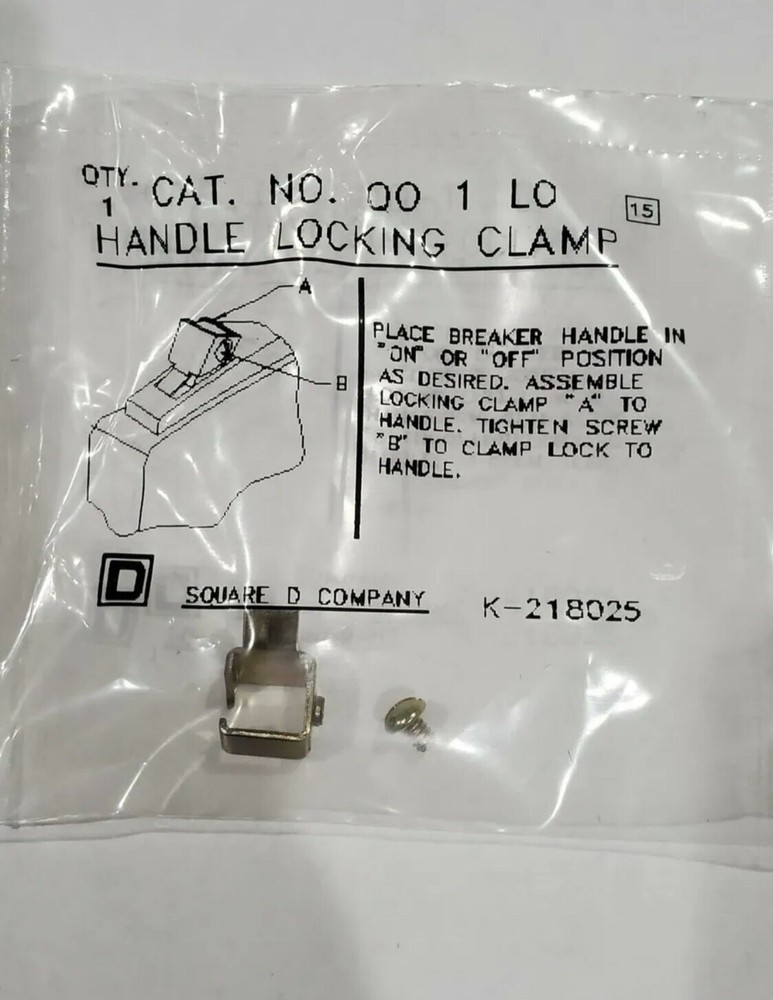 QTY. CAT. NO. QO 1 LO
1
15
HANDLE LOCKING CLAMP
A
B
PLACE BREAKER HANDLE IN
"ON" OR "OFF" POSITION
AS DESIRED. ASSEMBLE
LOCKING CLAMP "A" TO
HANDLE. TIGHTEN SCREW
"B" TO CLAMP LOCK TO
HANDLE.
D
SQUARE D COMPANY
K-218025